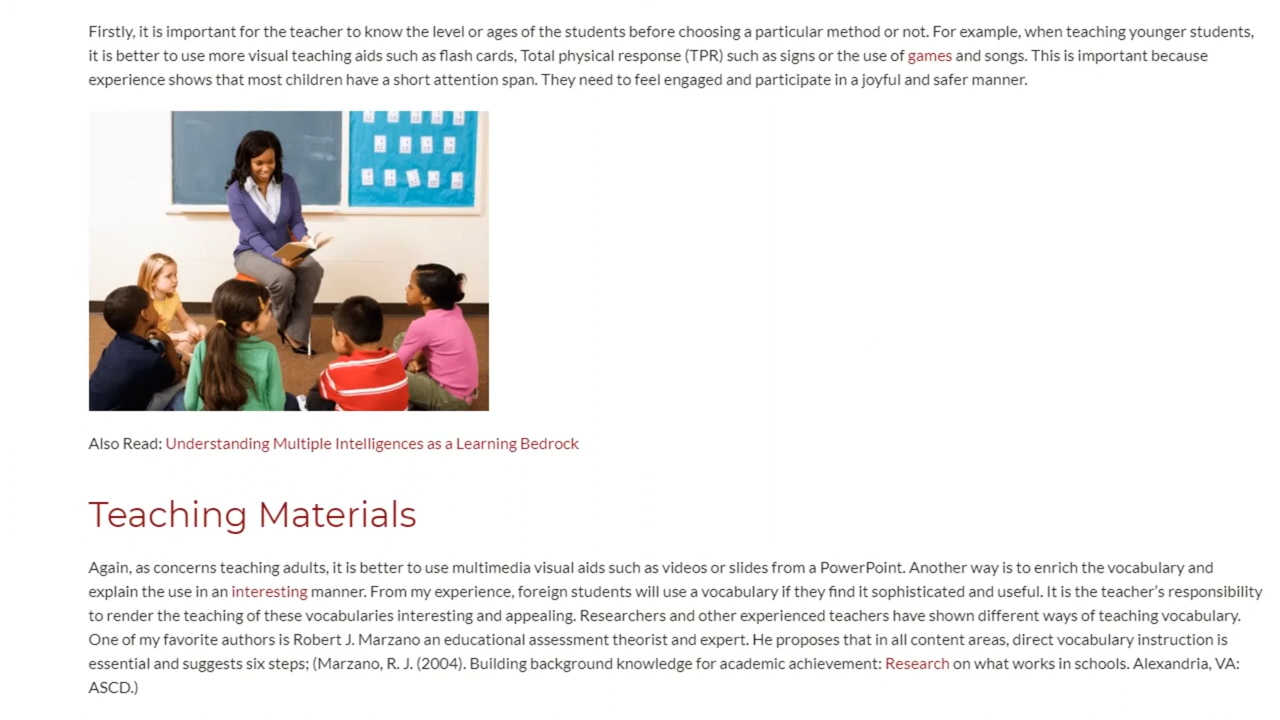 Firstly, it is important for the teacher to know the level or ages of the students before choosing a particular method or not. For example, when teaching younger students,
it is better to use more visual teaching aids such as flash cards, Total physical response (TPR) such as signs or the use of games and songs. This is important because
experience shows that most children have a short attention span. They need to feel engaged and participate in a joyful and safer manner.
Also Read: Understanding Multiple Intelligences as a Learning Bedrock
Teaching Materials
Again, as concerns teaching adults, it is better to use multimedia visual aids such as videos or slides from a PowerPoint. Another way is to enrich the vocabulary and
explain the use in an interesting manner. From my experience, foreign students will use a vocabulary if they find it sophisticated and useful. It is the teacher's responsibility
to render the teaching of these vocabularies interesting and appealing. Researchers and other experienced teachers have shown different ways of teaching vocabulary.
One of my favorite authors is Robert J. Marzano an educational assessment theorist and expert. He proposes that in all content areas, direct vocabulary instruction is
essential and suggests six steps; (Marzano, R. J. (2004). Building background knowledge for academic achievement: Research on what works in schools. Alexandria, VA:
ASCD.)